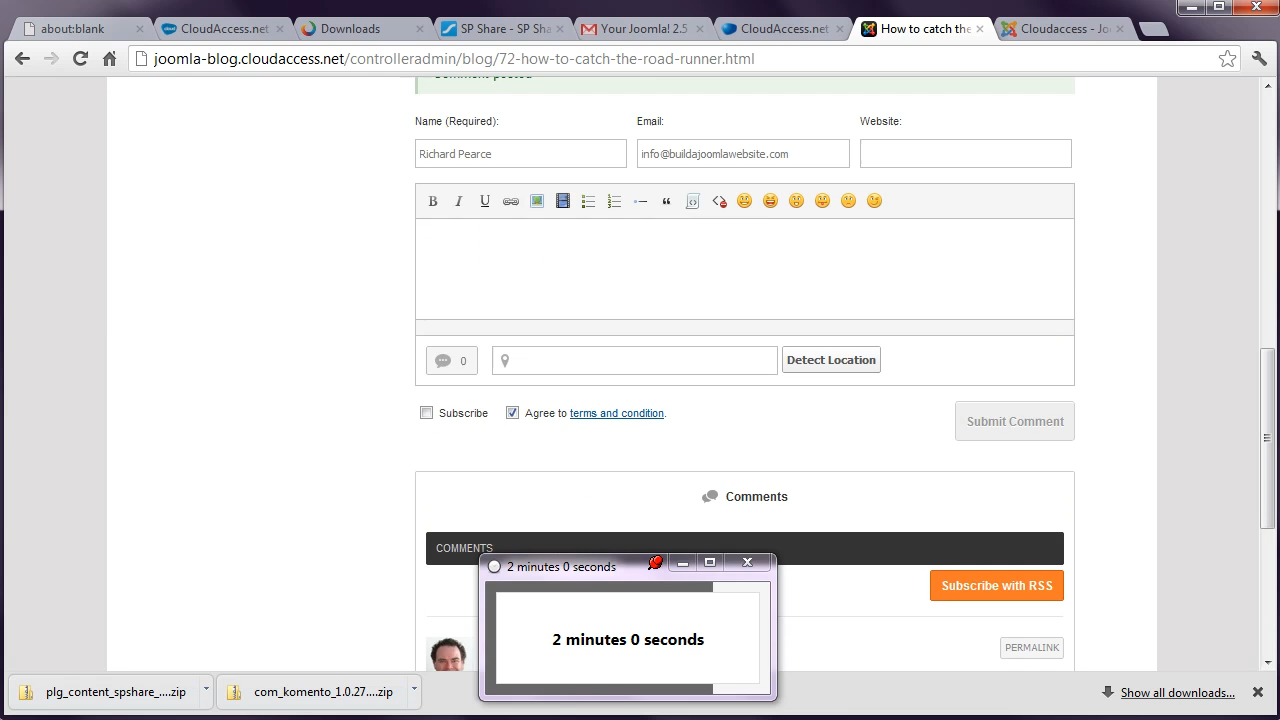 about:blank
CloudAccess.net
Downloads
SP Share - SP Sha
Your Joomla! 2.5
CloudAccess.net
How to catch the
Cloudaccess - Jo
joomla-blog.cloudaccess.net/controlleradmin/blog/72-how-to-catch-the-road-runner.html
Comment posted
Name (Required):
Email:
Website:
Richard Pearce
info@buildajoomlawebsite.com
B I U
0
Detect Location
Subscribe
Agree to terms and condition.
Submit Comment
Comments
COMMENTS
2 minutes 0 seconds
Subscribe with RSS
2 minutes 0 seconds
PERMALINK
plg_content_spshare_....zip
com_komento_1.0.27....zip
Show all downloads...